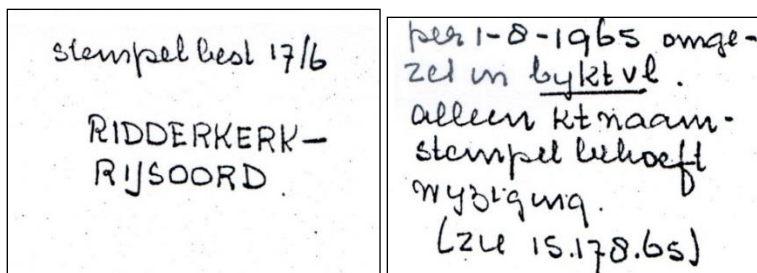 stempel best 17/6
RIDDERKERK-
RIJSOORD
per 1-8-1965 omge-
zet in bijktvl.
alleen kt naam-
stempel behoeft
wijziging.
(zie 15.178.65)